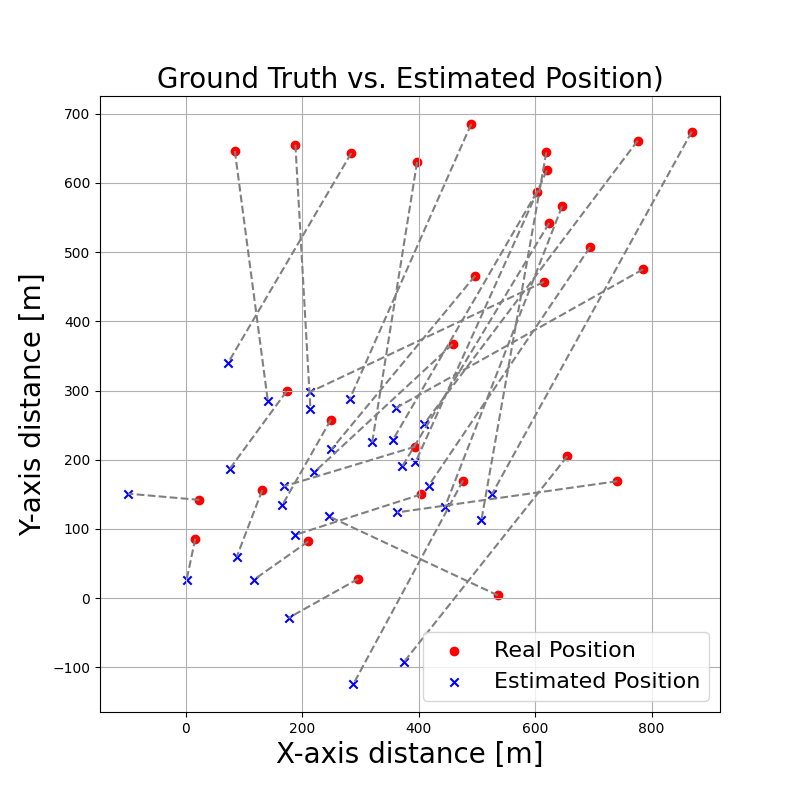 Ground Truth vs. Estimated Position)
700
600
500
400
300
200
100
0
−100
Y-axis distance [m]
0 200 400 600 800
X-axis distance [m]
Real Position
Estimated Position